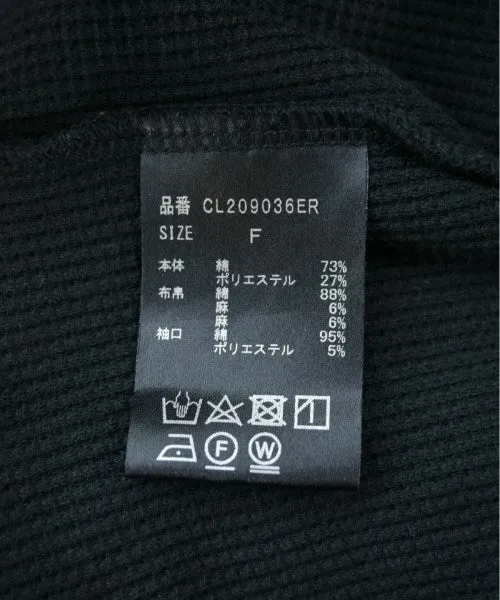 品番 CL209036ER
SIZE F
本体 綿 73%
ポリエステル 27%
布帛 綿 88%
麻 6%
麻 6%
袖口 綿 95%
ポリエステル 5%
F W